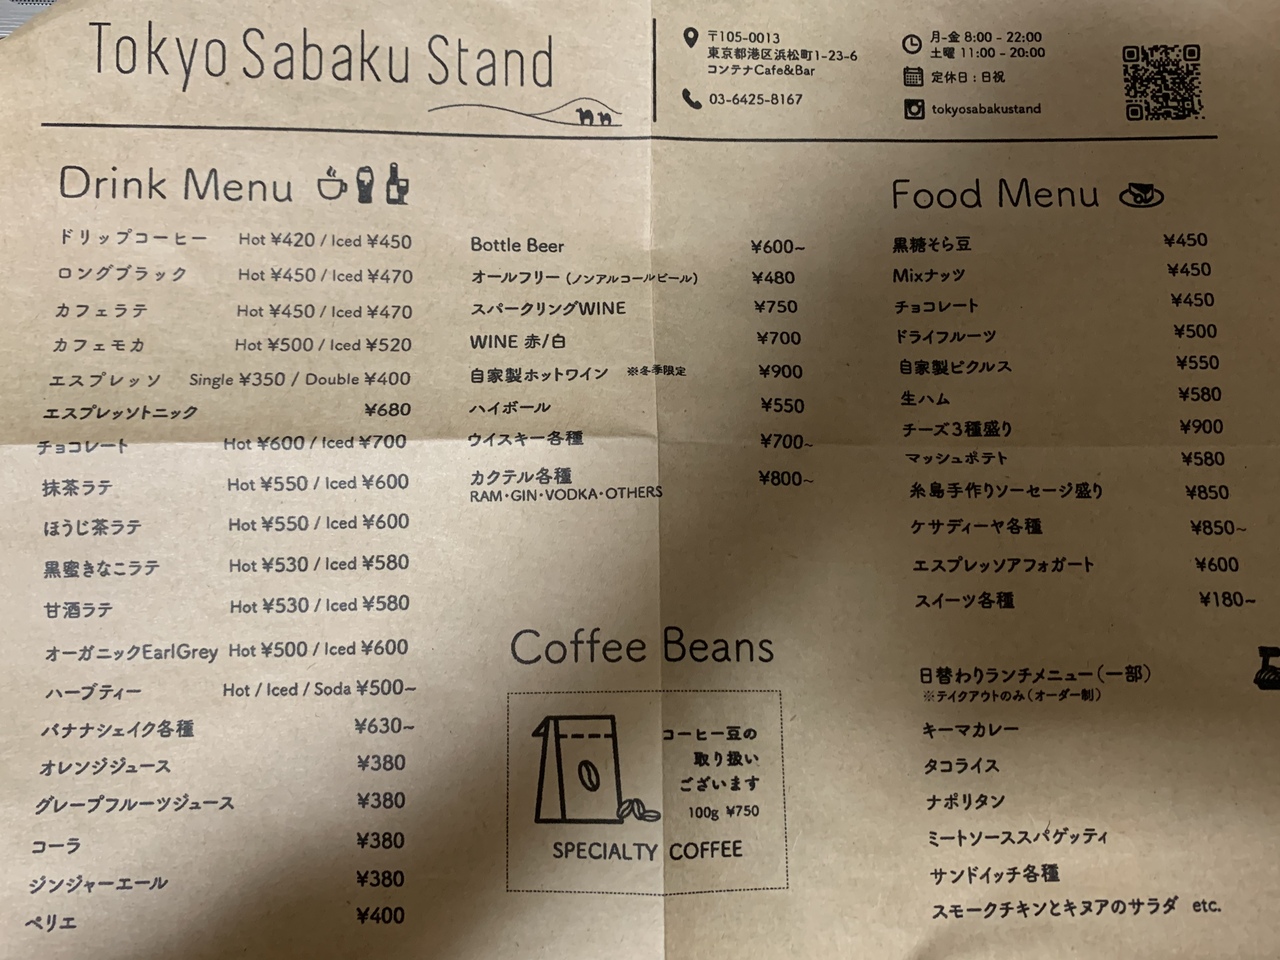 Tokyo Sabaku Stand
〒105-0013
東京都港区浜松町1-23-6
コンテナCafe&Bar
03-6425-8167
月-金 8:00 - 22:00
土曜 11:00 - 20:00
定休日:日祝
tokyosabakustand
Drink Menu
ドリップコーヒー Hot ¥420 / Iced ¥450
ロングブラック Hot ¥450 / Iced ¥470
カフェラテ Hot ¥450 / Iced ¥470
カフェモカ Hot ¥500 / Iced ¥520
エスプレッソ Single ¥350 / Double ¥400
エスプレッソトニック ¥680
チョコレート Hot ¥600 / Iced ¥700
抹茶ラテ Hot ¥550 / Iced ¥600
ほうじ茶ラテ Hot ¥550 / Iced ¥600
黒蜜きなこラテ Hot ¥530 / Iced ¥580
甘酒ラテ Hot ¥530 / Iced ¥580
オーガニックEarlGrey Hot ¥500 / Iced ¥600
ハーブティー Hot / Iced / Soda ¥500~
バナナシェイク各種 ¥630~
オレンジジュース ¥380
グレープフルーツジュース ¥380
コーラ ¥380
ジンジャーエール ¥380
ペリエ ¥400
Bottle Beer ¥600~
オールフリー(ノンアルコールビール) ¥480
スパークリングWINE ¥750
WINE 赤/白 ¥700
自家製ホットワイン ※冬季限定 ¥900
ハイボール ¥550
ウイスキー各種 ¥700~
カクテル各種 ¥800~
RAM・GIN・VODKA・OTHERS
Coffee Beans
コーヒー豆の
取り扱い
ございます
100g ¥750
SPECIALTY COFFEE
Food Menu
黒糖そら豆 ¥450
Mixナッツ ¥450
チョコレート ¥450
ドライフルーツ ¥500
自家製ピクルス ¥550
生ハム ¥580
チーズ3種盛り ¥900
マッシュポテト ¥580
糸島手作りソーセージ盛り ¥850
ケサディーヤ各種 ¥850~
エスプレッソアフォガート ¥600
スイーツ各種 ¥180~
日替わりランチメニュー(一部)
※テイクアウトのみ(オーダー制)
キーマカレー
タコライス
ナポリタン
ミートソーススパゲッティ
サンドイッチ各種
スモークチキンとキヌアのサラダ etc.